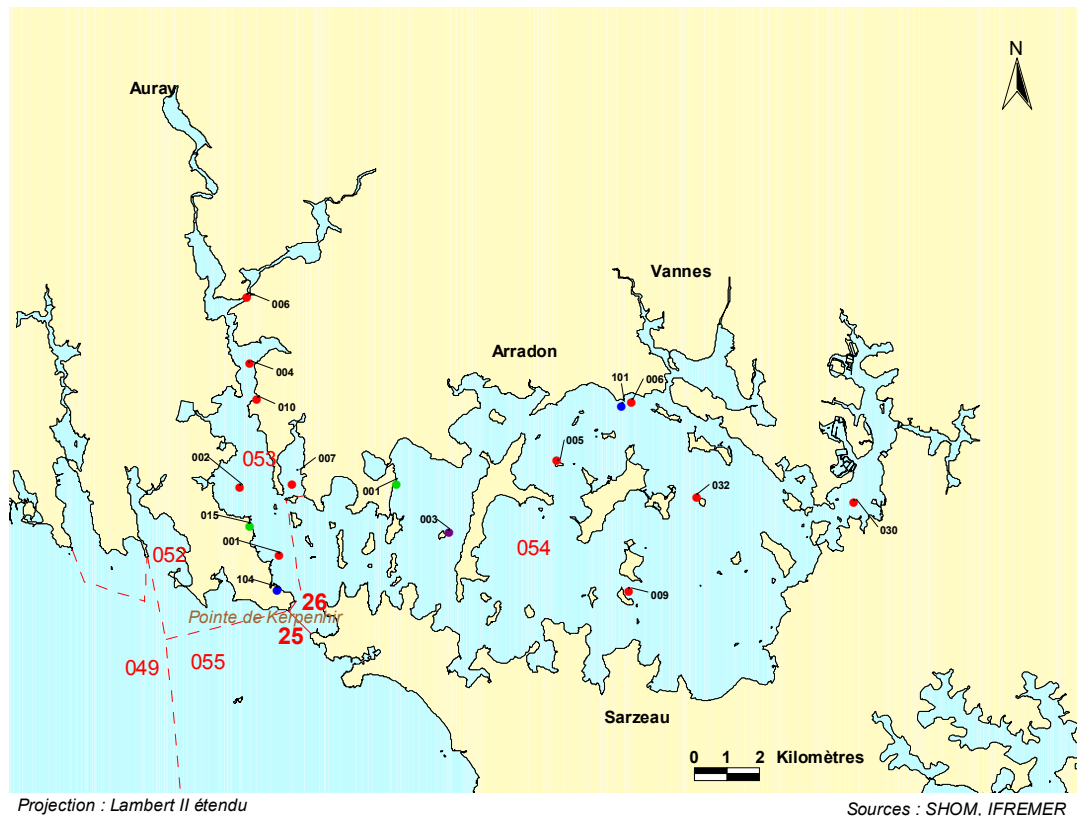 N
Auray
Vannes
006
Arradon
004
101
006
010
005
002
053
007
001
032
015
003
030
052
001
054
104
009
26
Pointe de Kerpenhir
25
049
055
Sarzeau
0 1 2 Kilomètres
Projection : Lambert II étendu
Sources : SHOM, IFREMER